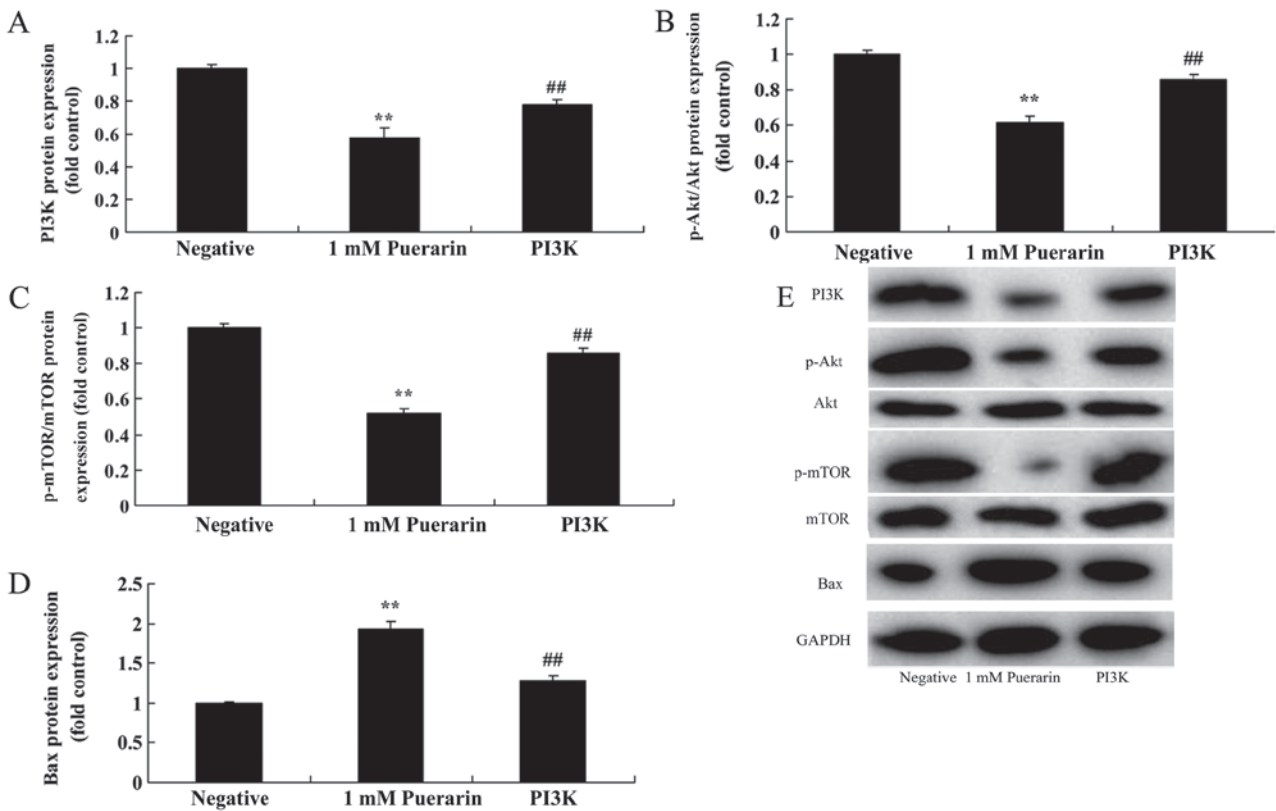 A
PI3K protein expression
(fold control)
1.2
1
0.8
0.6
0.4
0.2
0
**
##
Negative
1 mM Puerarin
PI3K
B
p-Akt/Akt protein expression
(fold control)
1.2
1
0.8
0.6
0.4
0.2
0
**
##
Negative
1 mM Puerarin
PI3K
C
p-mTOR/mTOR protein
expression (fold control)
1.2
1
0.8
0.6
0.4
0.2
0
**
##
Negative
1 mM Puerarin
PI3K
D
Bax protein expression
(fold control)
2.5
2
1.5
1
0.5
0
**
##
Negative
1 mM Puerarin
PI3K
E
PI3K
p-Akt
Akt
p-mTOR
mTOR
Bax
GAPDH
Negative 1 mM Puerarin PI3K